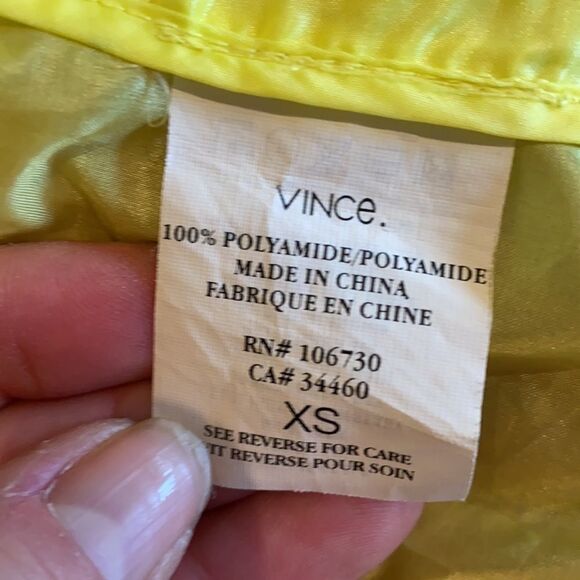 VINCE.
100% POLYAMIDE/POLYAMIDE
MADE IN CHINA
FABRIQUE EN CHINE
RN# 106730
CA# 34460
XS
SEE REVERSE FOR CARE
IT REVERSE POUR SOIN